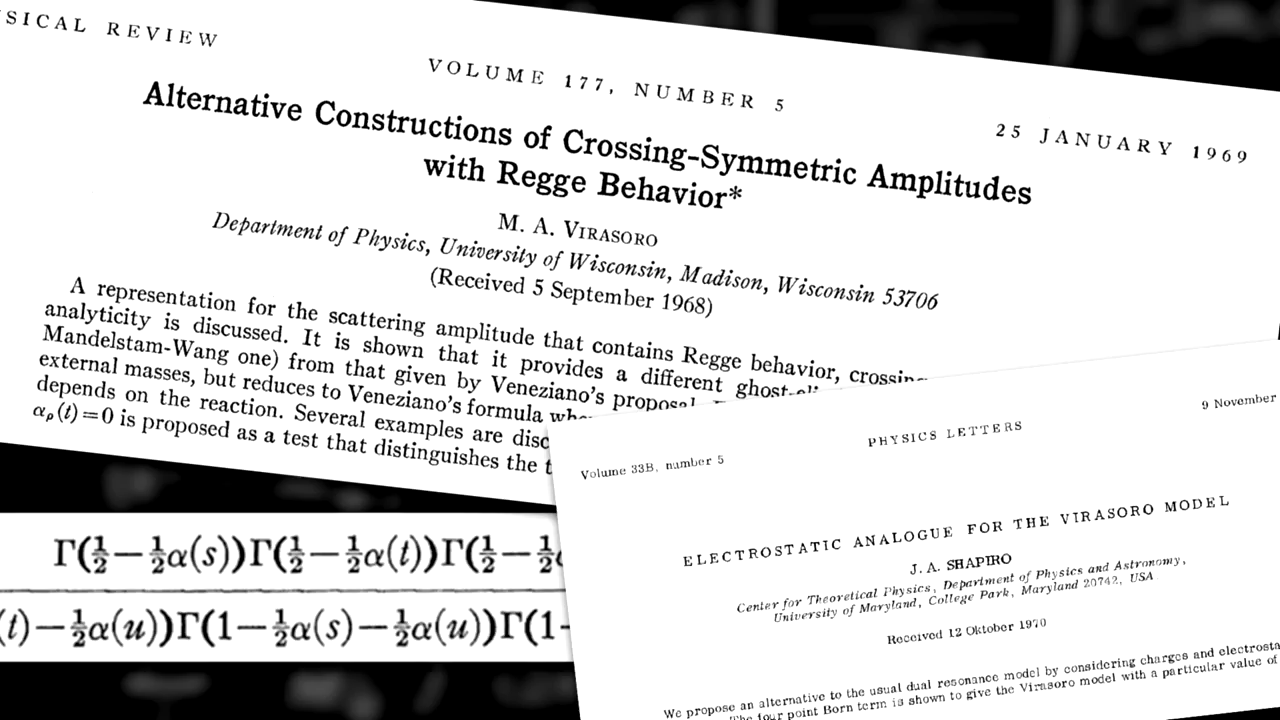 SICAL REVIEW
VOLUME 177, NUMBER 5
25 JANUARY 1969
Alternative Constructions of Crossing-Symmetric Amplitudes
with Regge Behavior*
M. A. VIRASORO
Department of Physics, University of Wisconsin, Madison, Wisconsin 53706
(Received 5 September 1968)
A representation for the scattering amplitude that contains Regge behavior,
analyticity is discussed. It is shown that it provides a different
Mandelstam-Wang one) from that given by Veneziano's proposal.
external masses, but reduces to Veneziano's formula
depends on the reaction. Several examples are disc
αρ(t)=0 is proposed as a test that distinguishes the t
Γ(½−½α(s))Γ(½−½α(t))Γ(½−½
(t)−½α(u))Γ(1−½α(s)−½α(u))Γ(1−
9 November
PHYSICS LETTERS
Volume 33B, number 5
ELECTROSTATIC ANALOGUE FOR THE VIRASORO MODEL
J. A. SHAPIRO
Center for Theoretical Physics, Department of Physics and Astronomy,
University of Maryland, College Park, Maryland 20742, USA
Received 12 Oktober 1970
We propose an alternative to the usual dual resonance model by considering charges and electrosta
The four point Born term is shown to give the Virasoro model with a particular value of